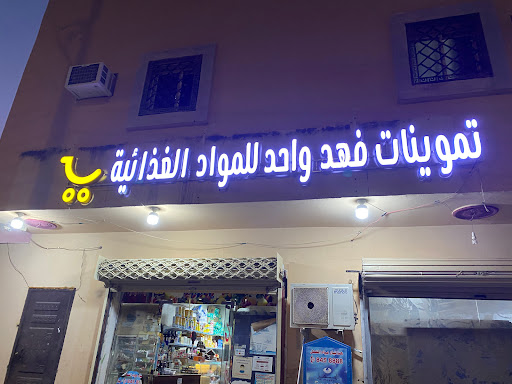 تموينات فهد واحد للمواد الغذائية